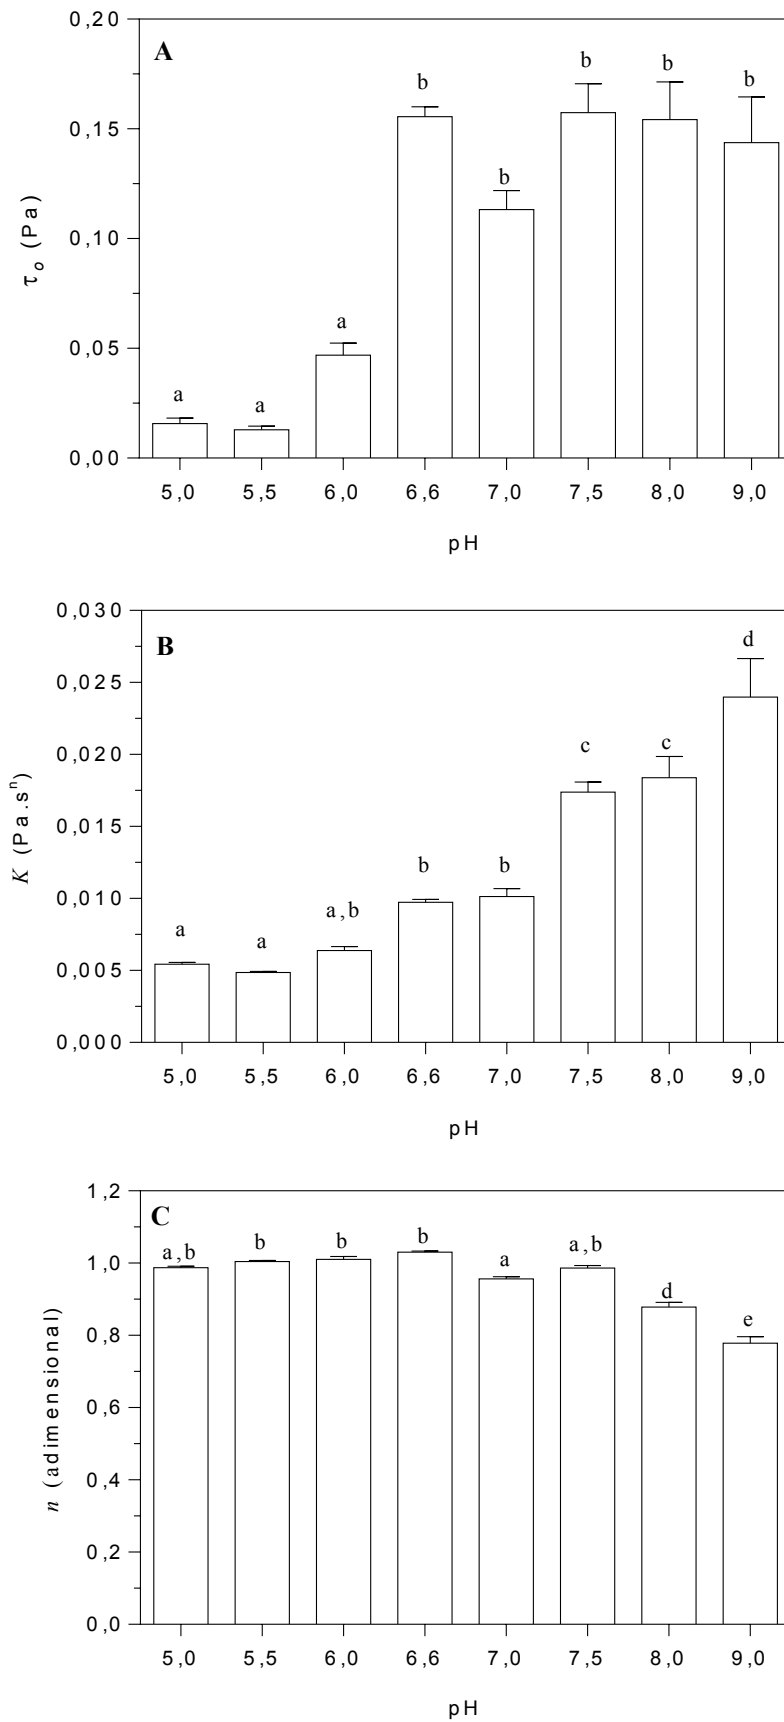 0,20
A
b
b
b
b
0,15
b
τo (Pa)
0,10
a
0,05
a
a
0,00
5,0 5,5 6,0 6,6 7,0 7,5 8,0 9,0
pH
0,030
B
d
0,025
c
c
0,020
K (Pa.sⁿ)
0,015
b
b
0,010
a,b
a
a
0,005
0,000
5,0 5,5 6,0 6,6 7,0 7,5 8,0 9,0
pH
1,2
C
a,b b b b a a,b
1,0
d
e
0,8
n (adimensional)
0,6
0,4
0,2
0,0
5,0 5,5 6,0 6,6 7,0 7,5 8,0 9,0
pH